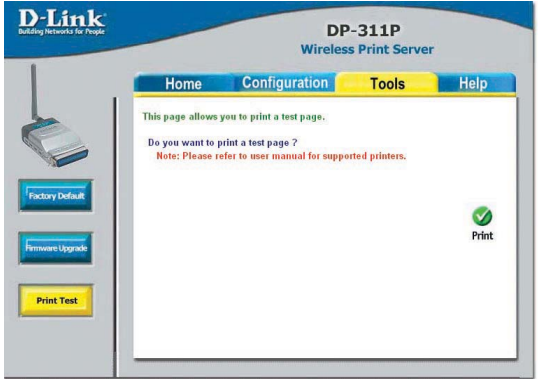 D-Link
Building Networks for People
DP-311P
Wireless Print Server
Home Configuration Tools Help
This page allows you to print a test page.
Do you want to print a test page ?
Note: Please refer to user manual for supported printers.
Factory Default
Firmware Upgrade
Print Test
Print